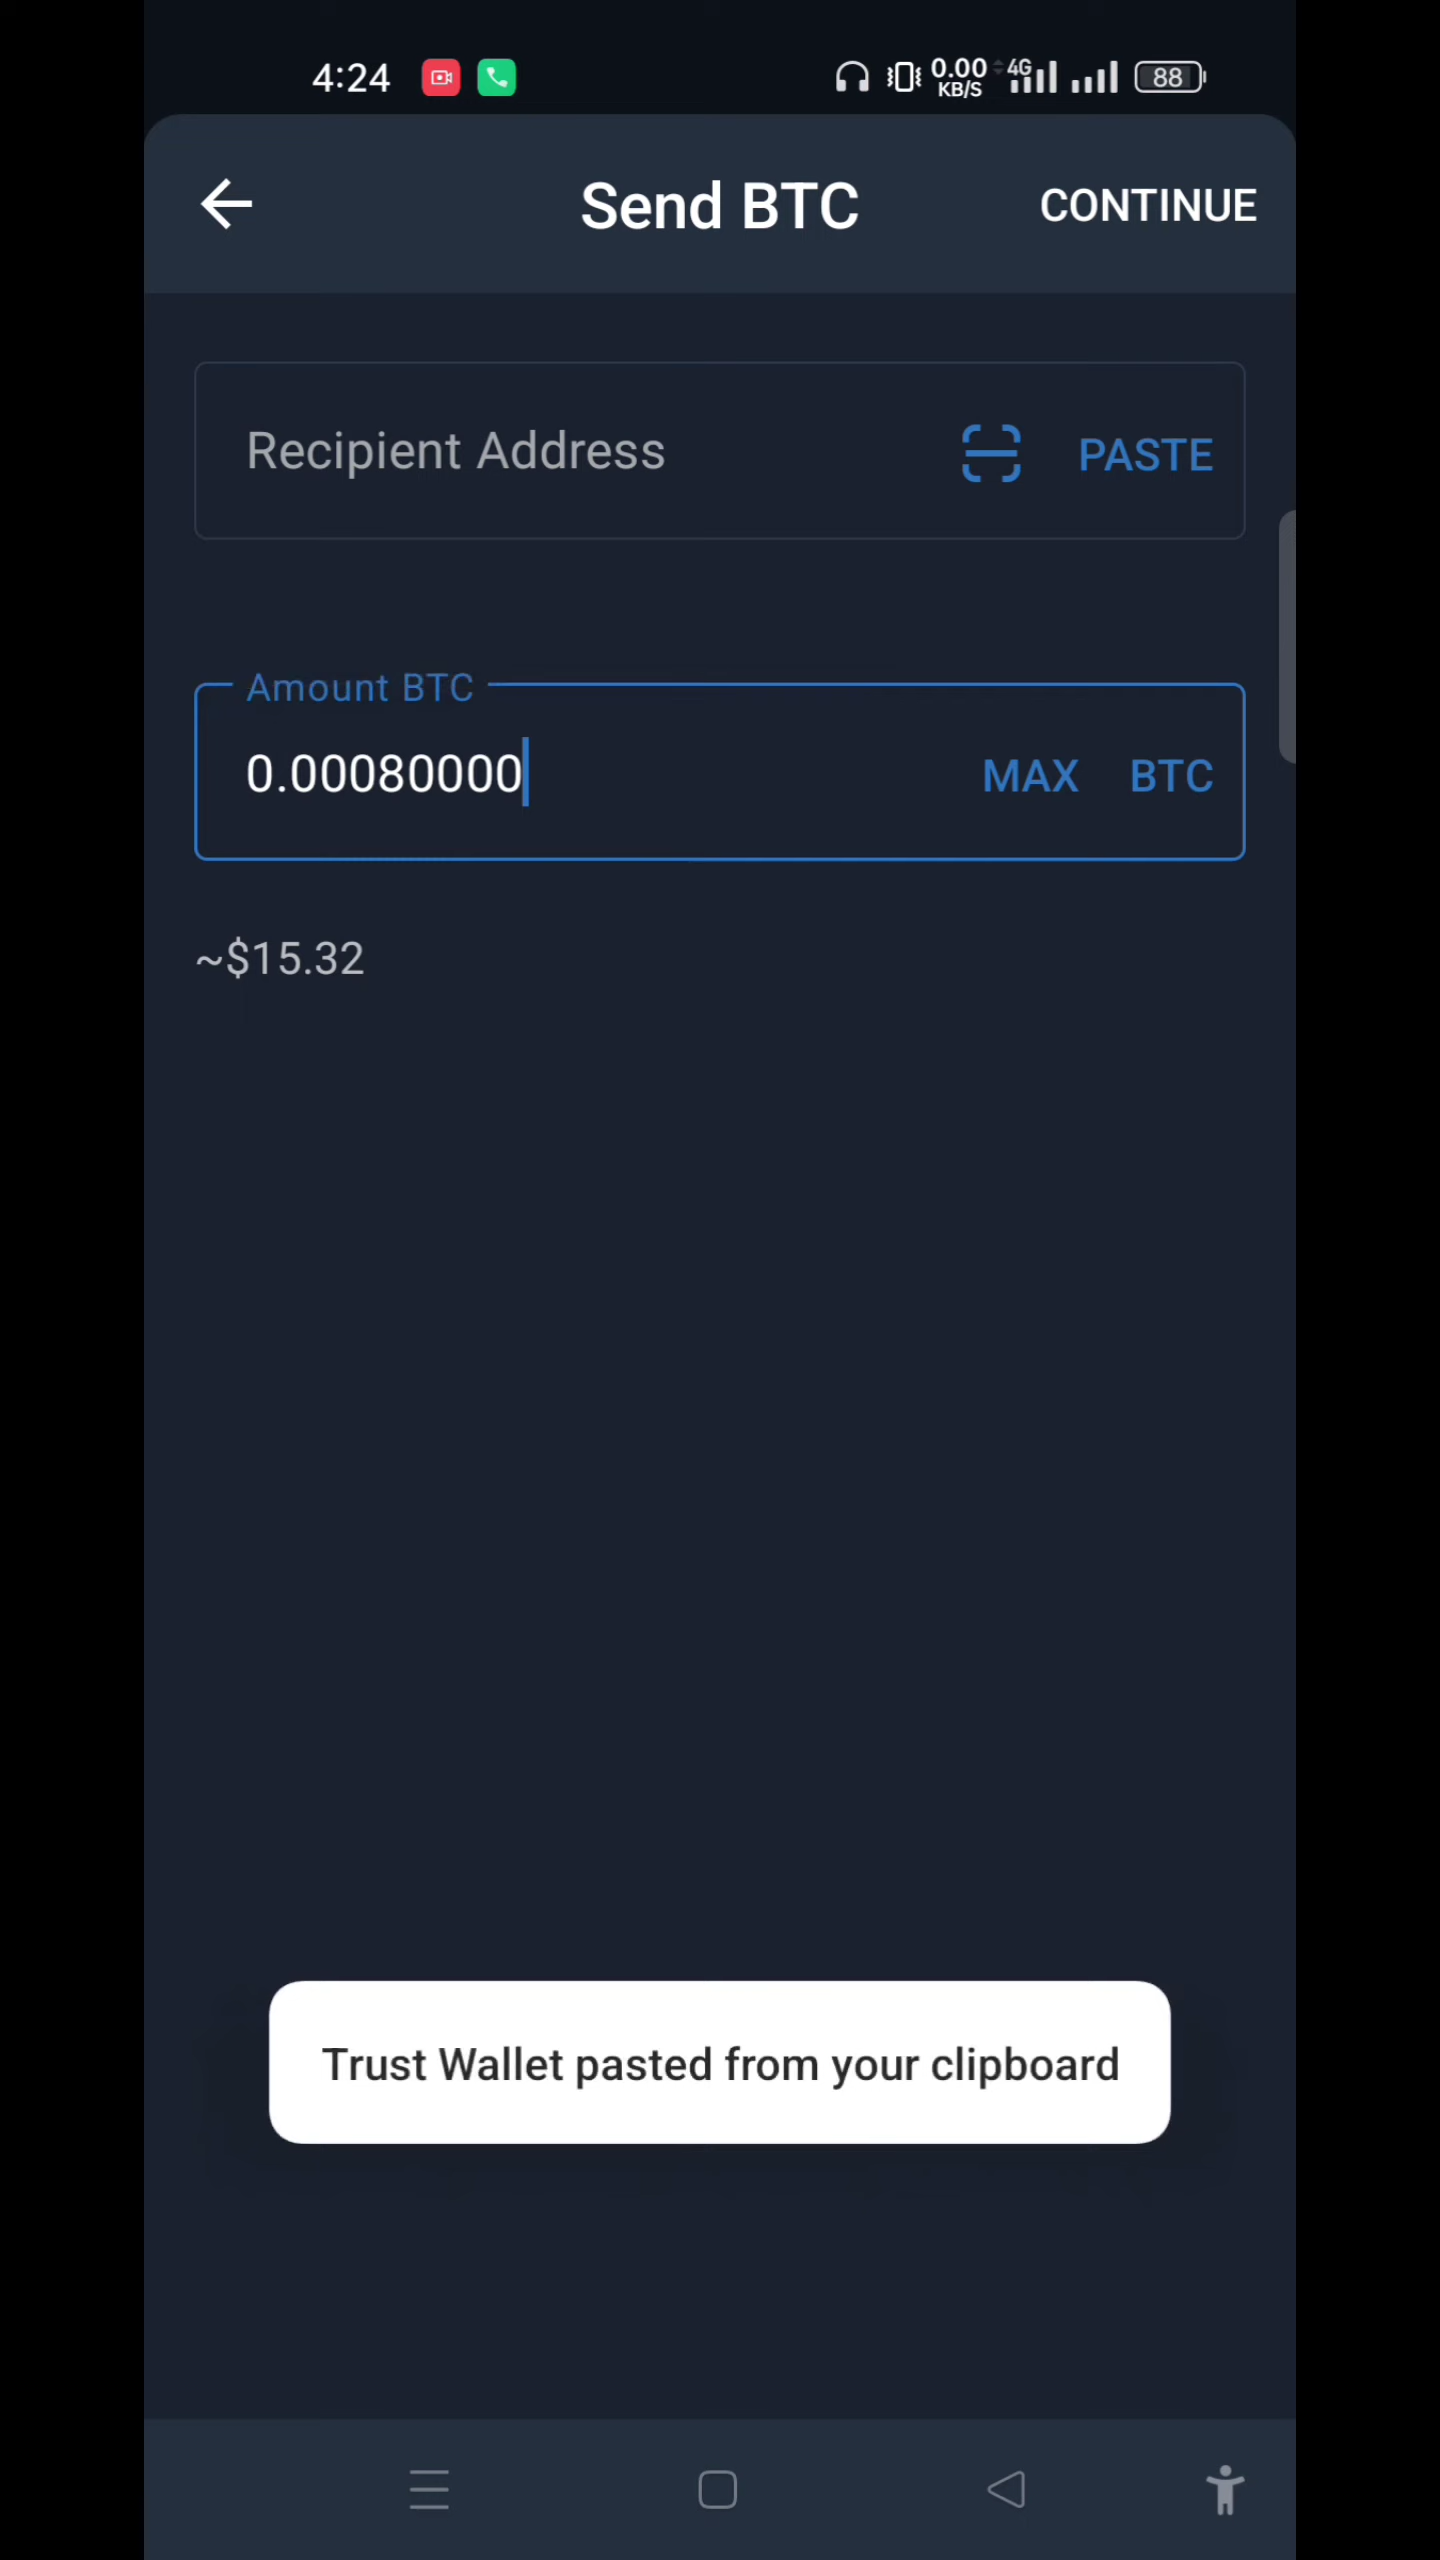 4:24
0.00
KB/S
4G
88
Send BTC
CONTINUE
Recipient Address
PASTE
Amount BTC
0.00080000
MAX
BTC
~$15.32
Trust Wallet pasted from your clipboard